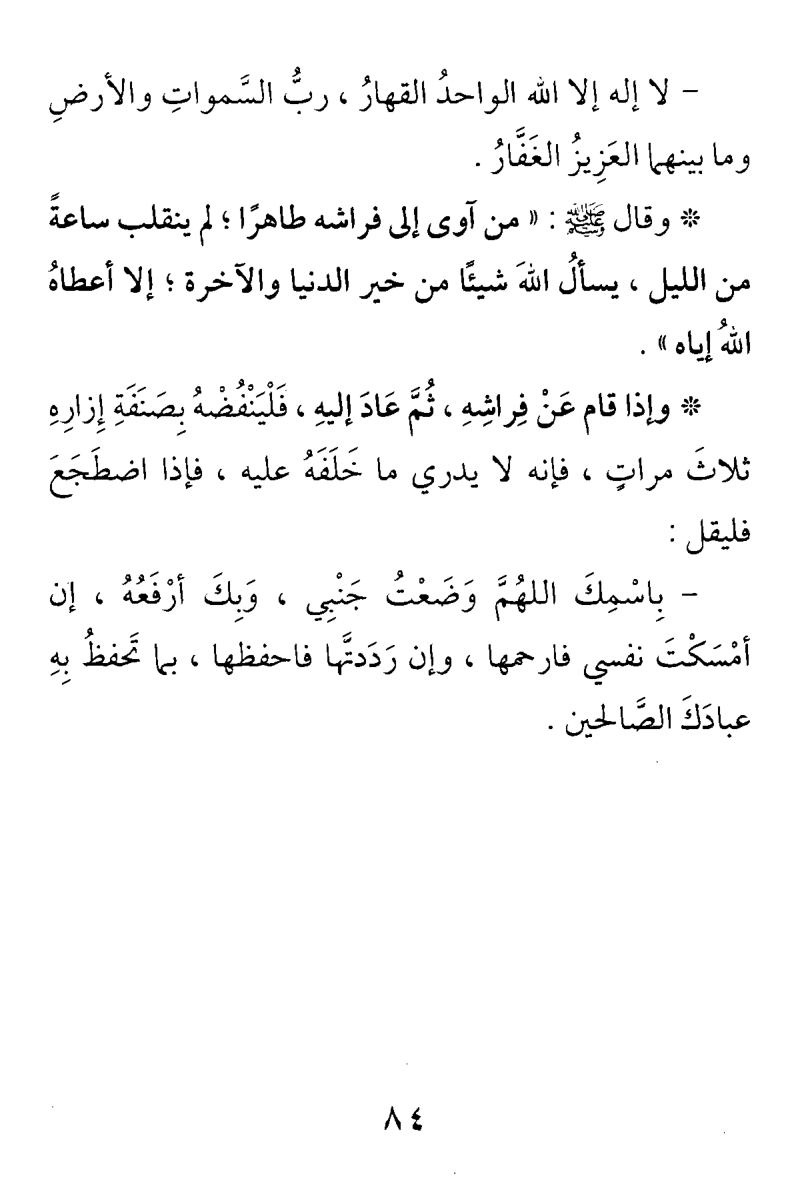 – لا إله إلا الله الواحدُ القهارُ ، ربُّ السَّمواتِ والأرضِ
وما بينهما العَزِيزُ الغَفَّارُ .
* وقال ﷺ : « من آوى إلى فراشه طاهرًا ؛ لم ينقلب ساعةً
من الليل ، يسألُ اللهَ شيئًا من خير الدنيا والآخرة ؛ إلا أعطاهُ
اللهُ إياه » .
* وإذا قام عَنْ فِراشِهِ ، ثُمَّ عَادَ إليهِ ، فَلْيَنْفُضْهُ بِصَنَفَةِ إِزارِهِ
ثلاثَ مراتٍ ، فإنه لا يدري ما خَلَفَهُ عليه ، فإذا اضطَجَعَ
فليقل :
– بِاسْمِكَ اللهُمَّ وَضَعْتُ جَنْبِي ، وَبِكَ أرْفَعُهُ ، إن
أمْسَكْتَ نفسي فارحمها ، وإن رَدَدتَّها فاحفظها ، بما تَحفظُ بِهِ
عبادَكَ الصَّالحين .
٨٤